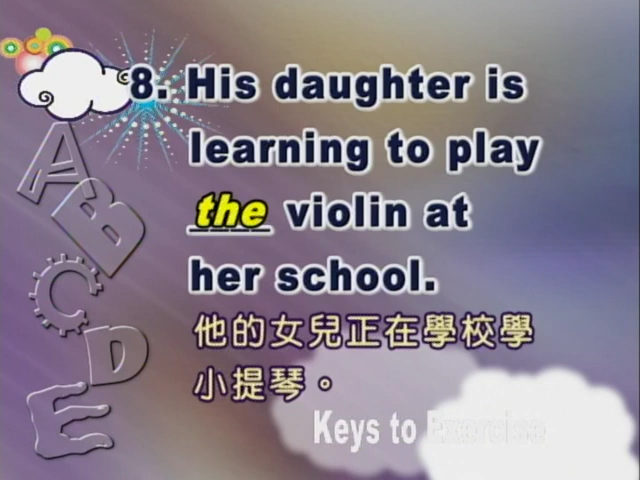 8. His daughter is
learning to play
the violin at
her school.
他的女兒正在學校學
小提琴。
Keys to Exercise
A
B
C
D
E